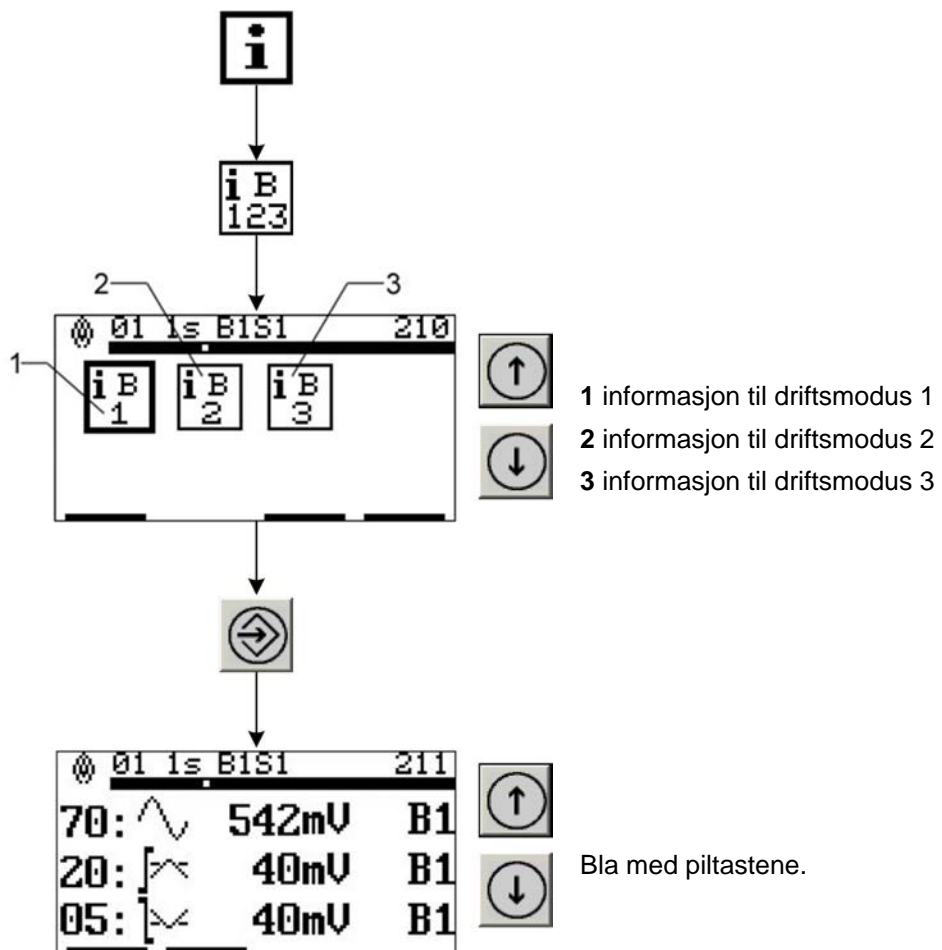 i
i B
123
2
3
01 1s B1S1 210
1
i B
1
i B
2
i B
3
1 informasjon til driftsmodus 1
2 informasjon til driftsmodus 2
3 informasjon til driftsmodus 3
01 1s B1S1 211
70: 542mV B1
20: 40mV B1
05: 40mV B1
Bla med piltastene.